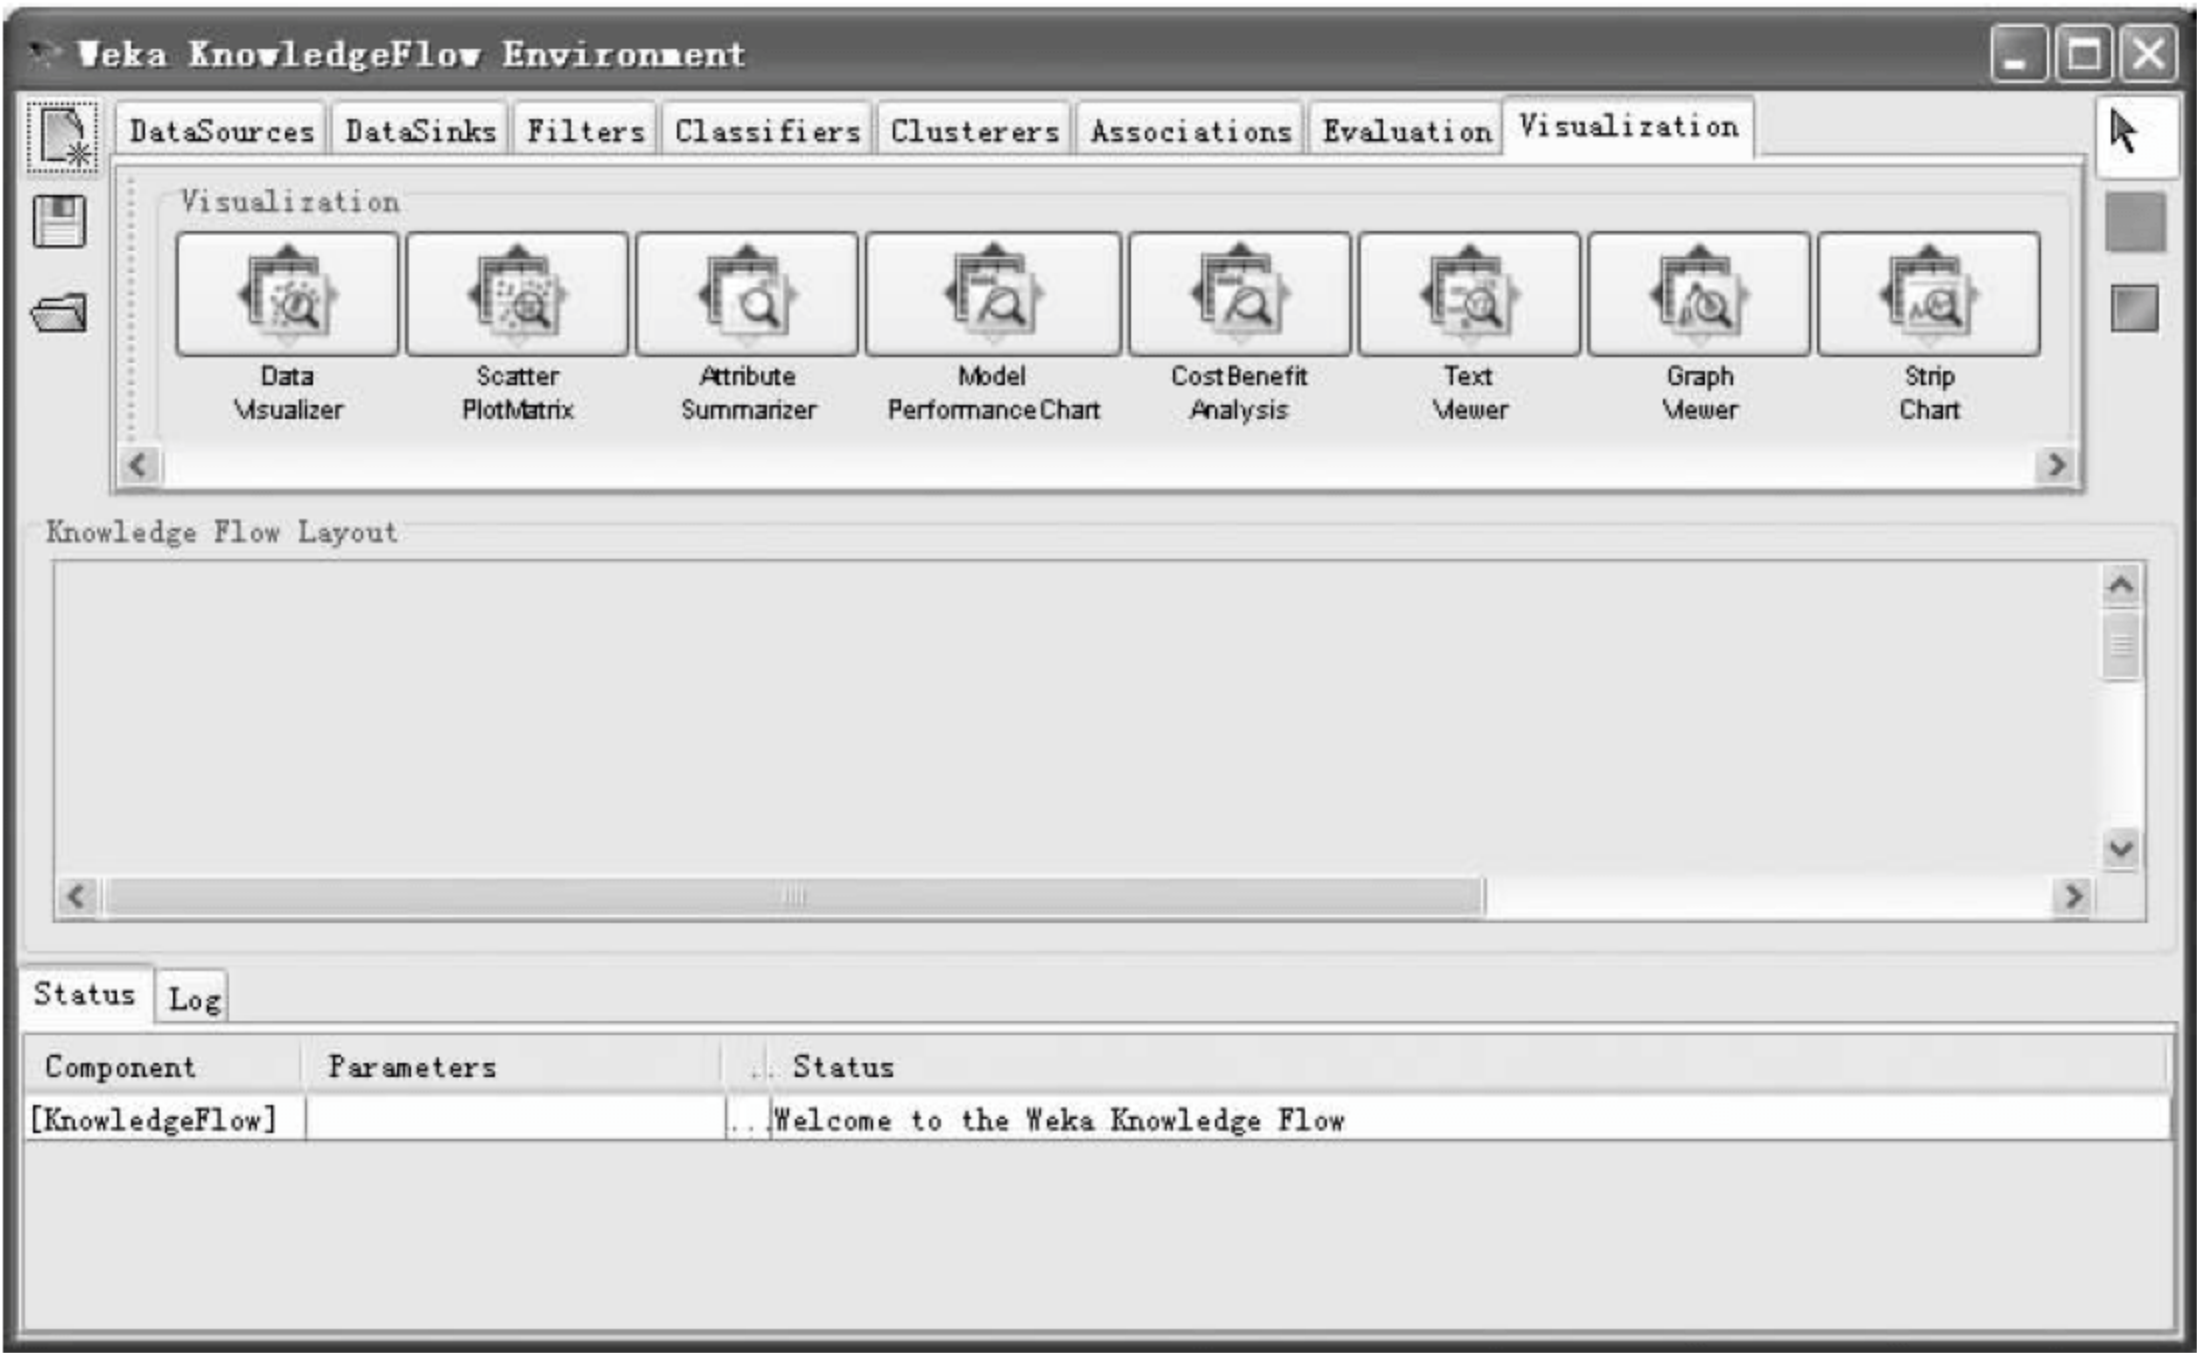 Weka KnowledgeFlow Environment
DataSources DataSinks Filters Classifiers Clusterers Associations Evaluation Visualization
Visualization
Data Visualizer
Scatter PlotMatrix
Attribute Summarizer
Model PerformanceChart
CostBenefit Analysis
Text Viewer
Graph Viewer
Strip Chart
Knowledge Flow Layout
Status Log
Component Parameters .. Status
[KnowledgeFlow] ... Welcome to the Weka Knowledge Flow